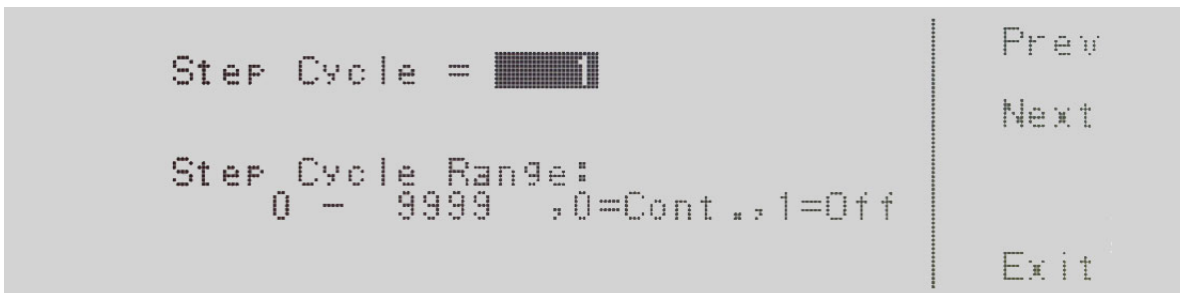 Step Cycle = 1
Step Cycle Range:
0 - 9999 ,0=Cont.,1=Off
Prev
Next
Exit